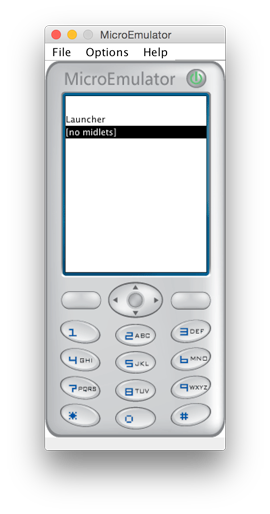 MicroEmulator
File Options Help
MicroEmulator
Launcher
[no midlets]
1 2 ABC 3 DEF
4 GHI 5 JKL 6 MNO
7 PQRS 8 TUV 9 WXYZ
* 0 #